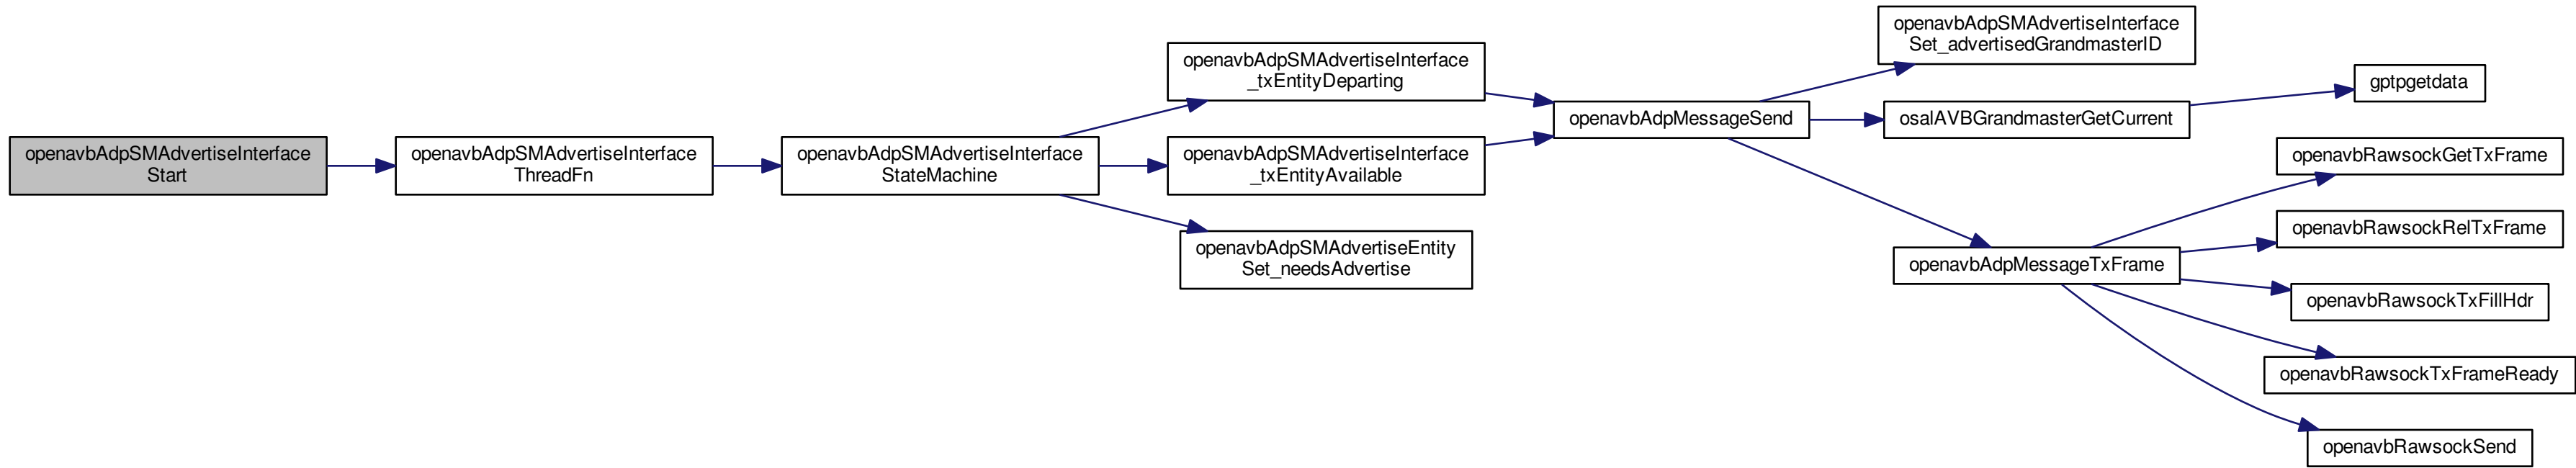 openavbAdpSMAdvertiseInterface
Start
openavbAdpSMAdvertiseInterface
ThreadFn
openavbAdpSMAdvertiseInterface
StateMachine
openavbAdpSMAdvertiseInterface
_txEntityDeparting
openavbAdpSMAdvertiseInterface
_txEntityAvailable
openavbAdpSMAdvertiseEntity
Set_needsAdvertise
openavbAdpMessageSend
openavbAdpSMAdvertiseInterface
Set_advertisedGrandmasterID
osalAVBGrandmasterGetCurrent
openavbAdpMessageTxFrame
gptpgetdata
openavbRawsockGetTxFrame
openavbRawsockRelTxFrame
openavbRawsockTxFillHdr
openavbRawsockTxFrameReady
openavbRawsockSend